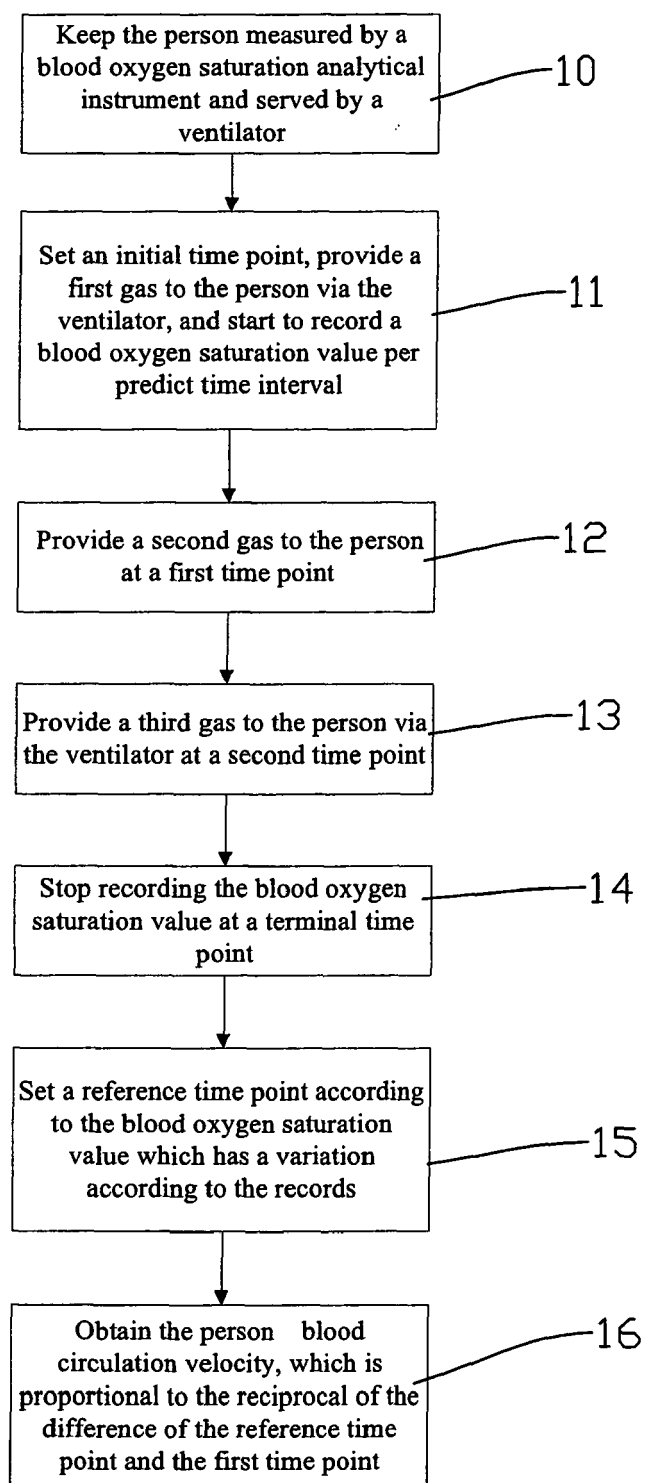 Keep the person measured by a
blood oxygen saturation analytical
instrument and served by a
ventilator
10
Set an initial time point, provide a
first gas to the person via the
ventilator, and start to record a
blood oxygen saturation value per
predict time interval
11
Provide a second gas to the person
at a first time point
12
Provide a third gas to the person via
the ventilator at a second time point
13
Stop recording the blood oxygen
saturation value at a terminal time
point
14
Set a reference time point according
to the blood oxygen saturation
value which has a variation
according to the records
15
Obtain the person blood
circulation velocity, which is
proportional to the reciprocal of the
difference of the reference time
point and the first time point
16